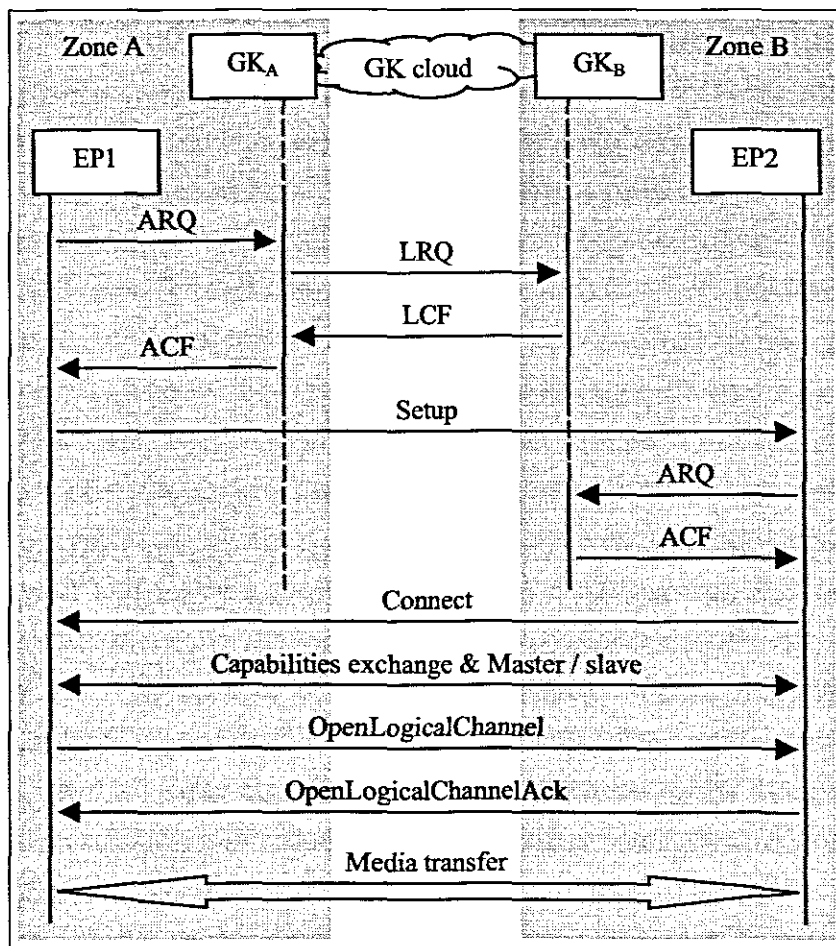 Zone A
GK_A
GK cloud
GK_B
Zone B
EP1
EP2
ARQ
LRQ
LCF
ACF
Setup
ARQ
ACF
Connect
Capabilities exchange & Master / slave
OpenLogicalChannel
OpenLogicalChannelAck
Media transfer